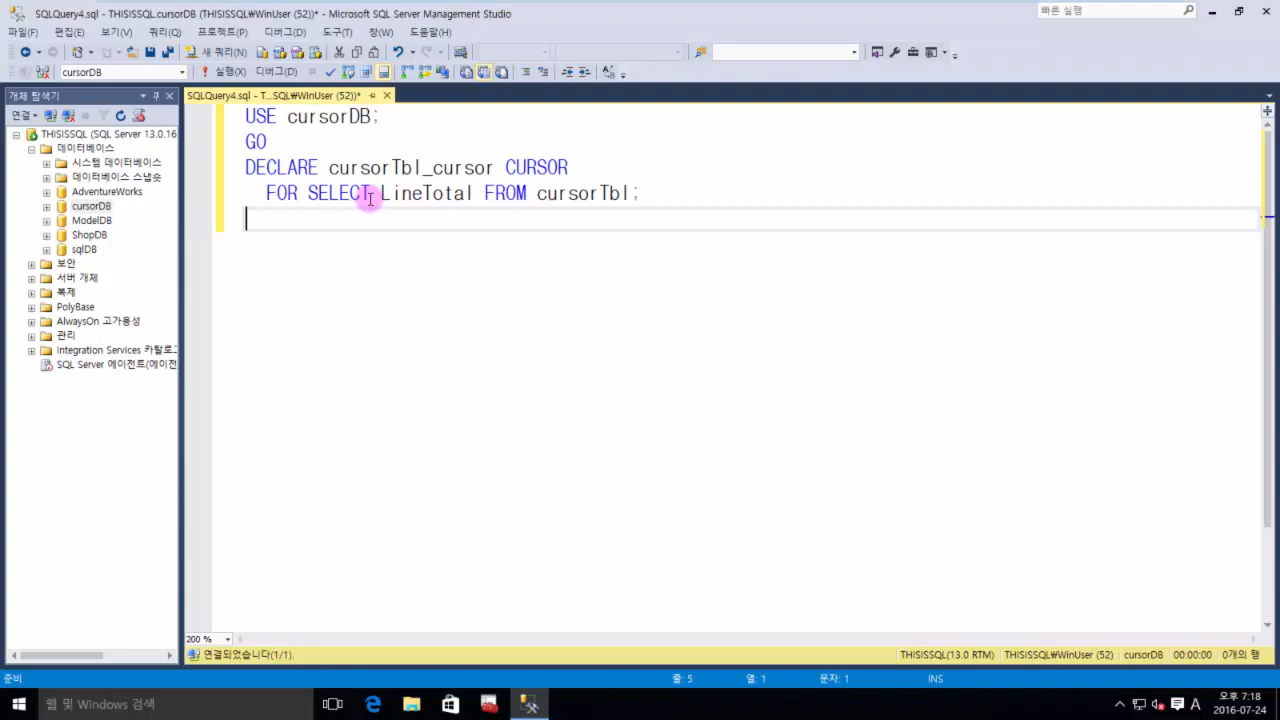 SQLQuery4.sql - THISISSQL.cursorDB (THISISSQL₩WinUser (52))* - Microsoft SQL Server Management Studio
빠른 실행
파일(F) 편집(E) 보기(V) 쿼리(Q) 프로젝트(P) 디버그(D) 도구(T) 창(W) 도움말(H)
새 쿼리(N)
cursorDB 실행(X) 디버그(D)
개체 탐색기
SQLQuery4.sql - T...SQL₩WinUser (52))*
연결
THISISSQL (SQL Server 13.0.16
데이터베이스
시스템 데이터베이스
데이터베이스 스냅숏
AdventureWorks
cursorDB
ModelDB
ShopDB
sqlDB
보안
서버 개체
복제
PolyBase
AlwaysOn 고가용성
관리
Integration Services 카탈로그
SQL Server 에이전트(에이전
USE cursorDB;
GO
DECLARE cursorTbl_cursor CURSOR
FOR SELECT LineTotal FROM cursorTbl;
200 %
연결되었습니다(1/1).
THISISSQL(13.0 RTM) THISISSQL₩WinUser (52) cursorDB 00:00:00 0개의 행
준비 줄: 5 열: 1 문자: 1 INS
웹 및 Windows 검색
A
오후 7:18
2016-07-24